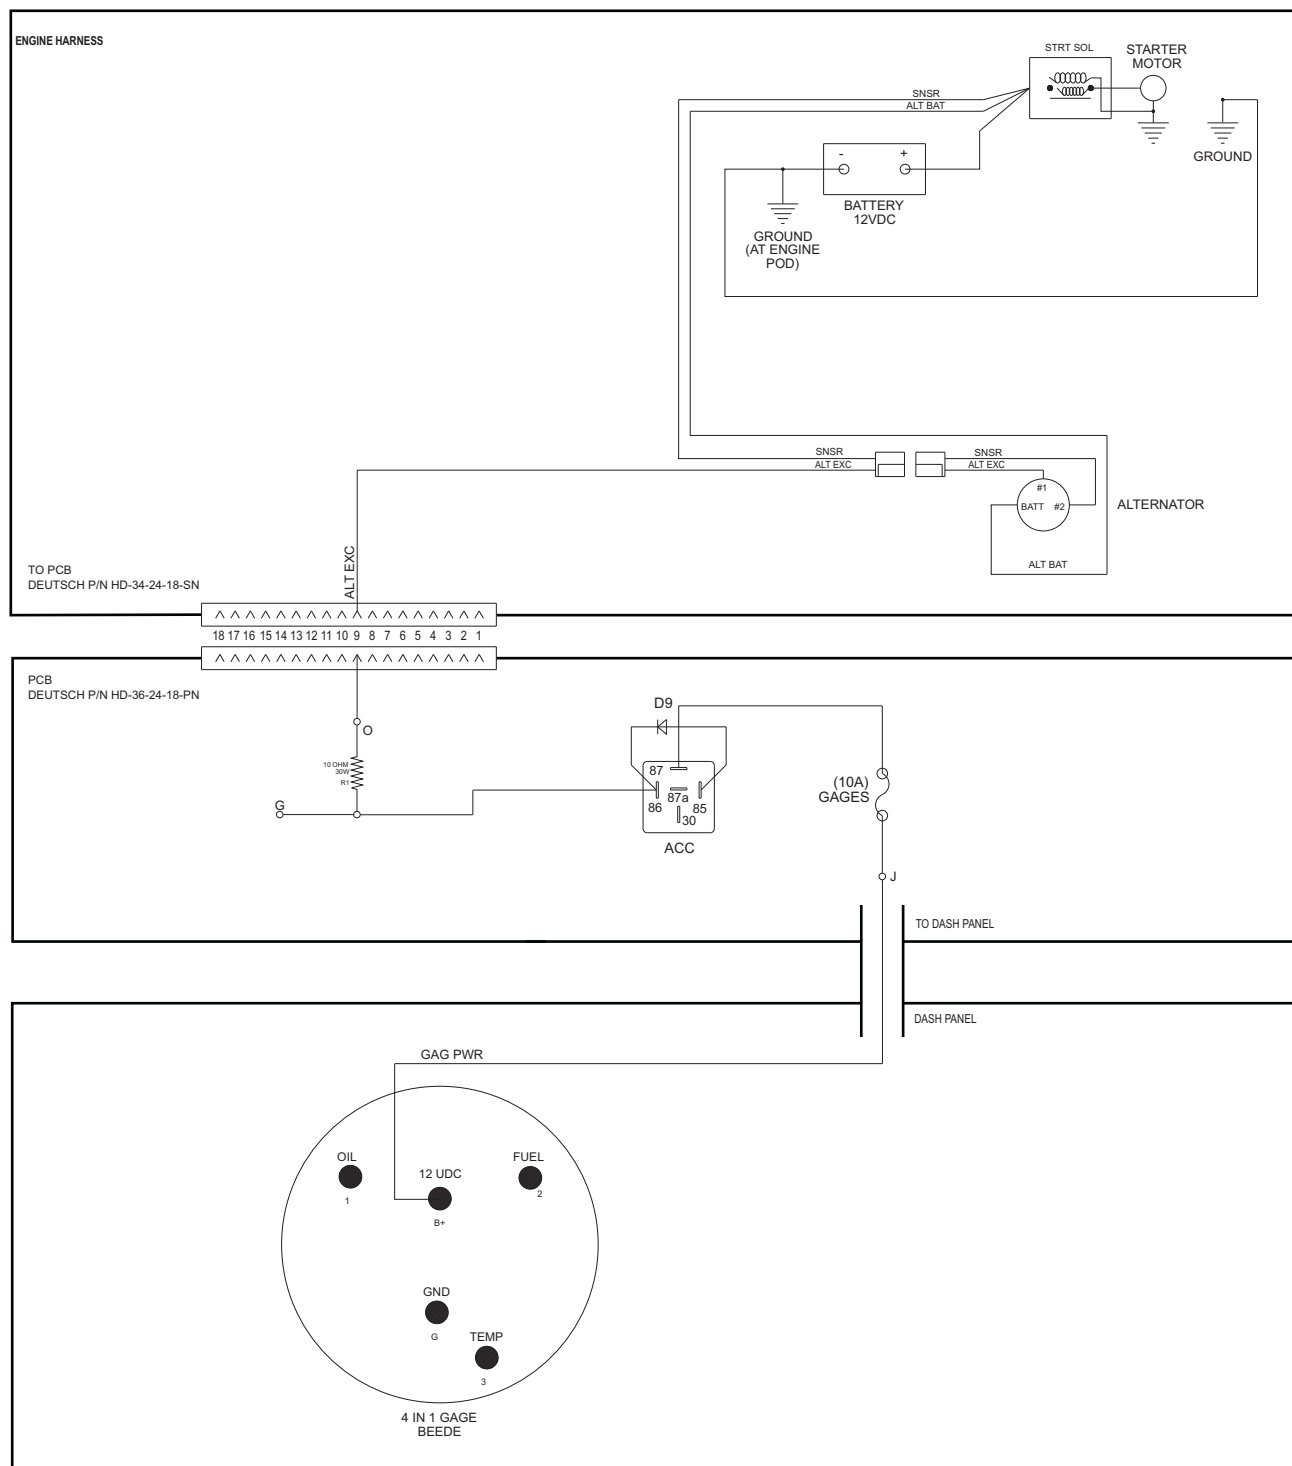 ENGINE HARNESS
STRT SOL
STARTER
MOTOR
SNSR
ALT BAT
GROUND
- +
BATTERY
12VDC
GROUND
(AT ENGINE
POD)
SNSR
ALT EXC
SNSR
ALT EXC
#1
BATT #2
ALTERNATOR
ALT BAT
ALT EXC
TO PCB
DEUTSCH P/N HD-34-24-18-SN
18 17 16 15 14 13 12 11 10 9 8 7 6 5 4 3 2 1
PCB
DEUTSCH P/N HD-36-24-18-PN
O
10 OHM
30W
R1
G
D9
87
87a
86 85
30
ACC
(10A)
GAGES
J
TO DASH PANEL
DASH PANEL
GAG PWR
OIL
1
12 UDC
B+
FUEL
2
GND
G
TEMP
3
4 IN 1 GAGE
BEEDE